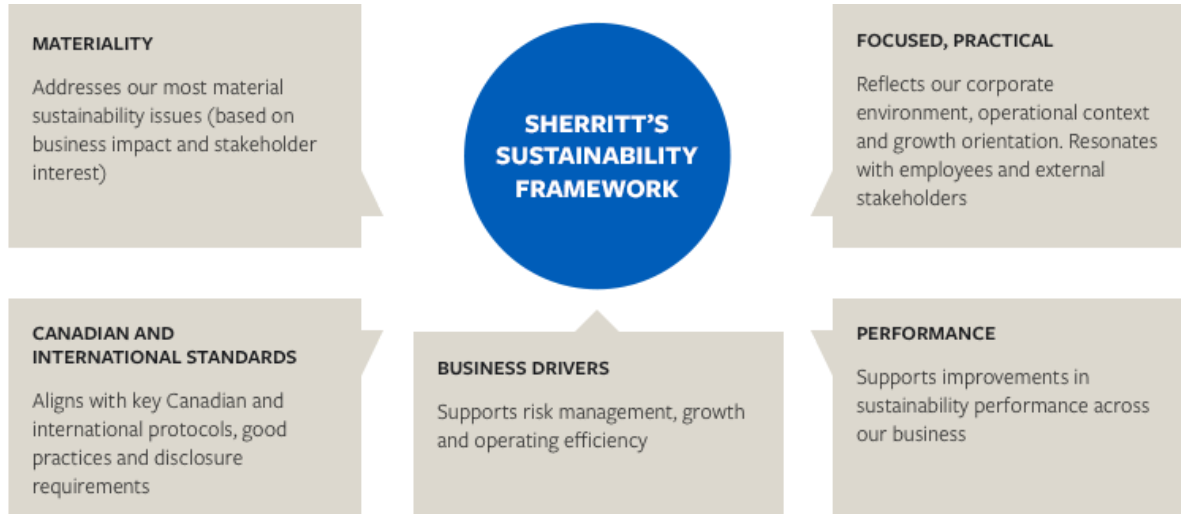 MATERIALITY
Addresses our most material
sustainability issues (based on
business impact and stakeholder
interest)
SHERRITT’S
SUSTAINABILITY
FRAMEWORK
FOCUSED, PRACTICAL
Reflects our corporate
environment, operational context
and growth orientation. Resonates
with employees and external
stakeholders
CANADIAN AND
INTERNATIONAL STANDARDS
Aligns with key Canadian and
international protocols, good
practices and disclosure
requirements
BUSINESS DRIVERS
Supports risk management, growth
and operating efficiency
PERFORMANCE
Supports improvements in
sustainability performance across
our business